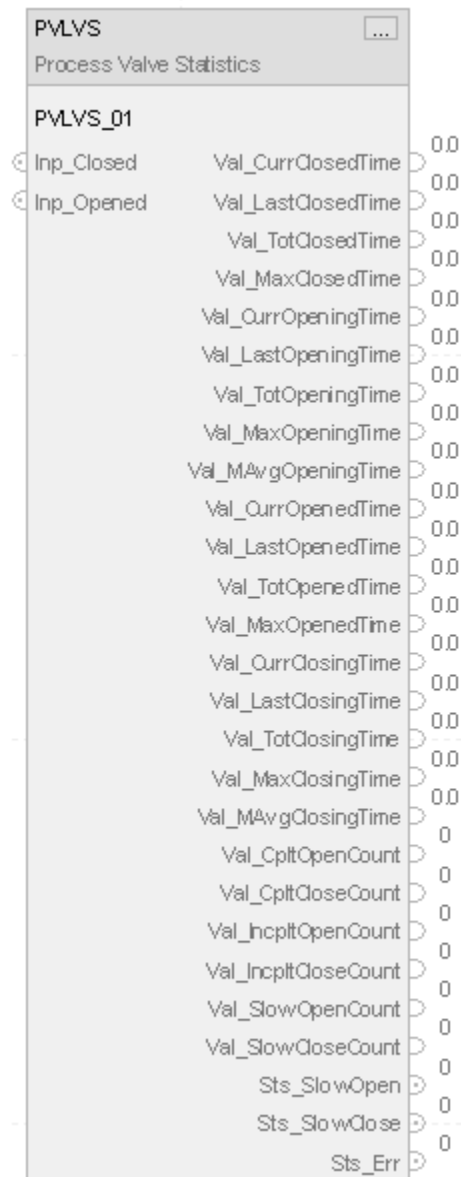 PVLVS ...
Process Valve Statistics
PVLVS_01
0.0
Inp_Closed Val_CurrClosedTime
0.0
Inp_Opened Val_LastClosedTime
0.0
Val_TotClosedTime
0.0
Val_MaxClosedTime
0.0
Val_CurrOpeningTime
0.0
Val_LastOpeningTime
0.0
Val_TotOpeningTime
0.0
Val_MaxOpeningTime
0.0
Val_MAvgOpeningTime
0.0
Val_CurrOpenedTime
0.0
Val_LastOpenedTime
0.0
Val_TotOpenedTime
0.0
Val_MaxOpenedTime
0.0
Val_CurrClosingTime
0.0
Val_LastClosingTime
0.0
Val_TotClosingTime
0.0
Val_MaxClosingTime
0.0
Val_MAvgClosingTime
0
Val_CpltOpenCount
0
Val_CpltCloseCount
0
Val_IncpltOpenCount
0
Val_IncpltCloseCount
0
Val_SlowOpenCount
0
Val_SlowCloseCount
0
Sts_SlowOpen
0
Sts_SlowClose
0
Sts_Err